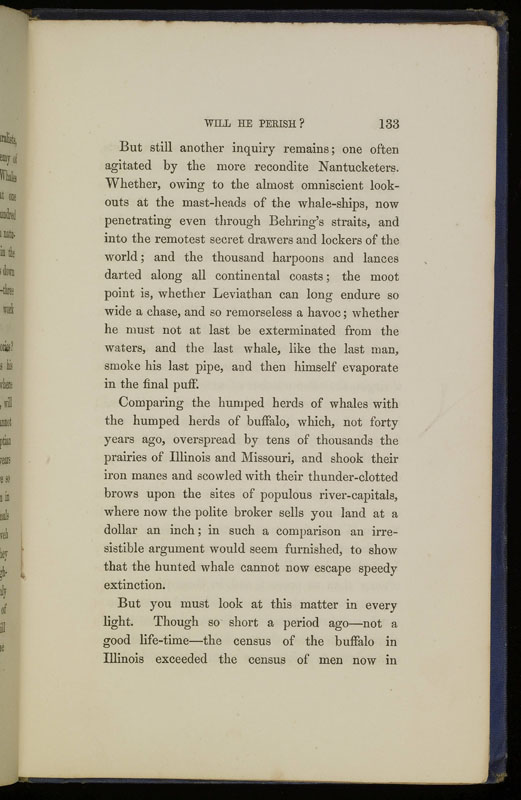 WILL HE PERISH? 133
But still another inquiry remains; one often
agitated by the more recondite Nantucketers.
Whether, owing to the almost omniscient look-
outs at the mast-heads of the whale-ships, now
penetrating even through Behring's straits, and
into the remotest secret drawers and lockers of the
world; and the thousand harpoons and lances
darted along all continental coasts; the moot
point is, whether Leviathan can long endure so
wide a chase, and so remorseless a havoc; whether
he must not at last be exterminated from the
waters, and the last whale, like the last man,
smoke his last pipe, and then himself evaporate
in the final puff.
Comparing the humped herds of whales with
the humped herds of buffalo, which, not forty
years ago, overspread by tens of thousands the
prairies of Illinois and Missouri, and shook their
iron manes and scowled with their thunder-clotted
brows upon the sites of populous river-capitals,
where now the polite broker sells you land at a
dollar an inch; in such a comparison an irre-
sistible argument would seem furnished, to show
that the hunted whale cannot now escape speedy
extinction.
But you must look at this matter in every
light. Though so short a period ago—not a
good life-time—the census of the buffalo in
Illinois exceeded the census of men now in